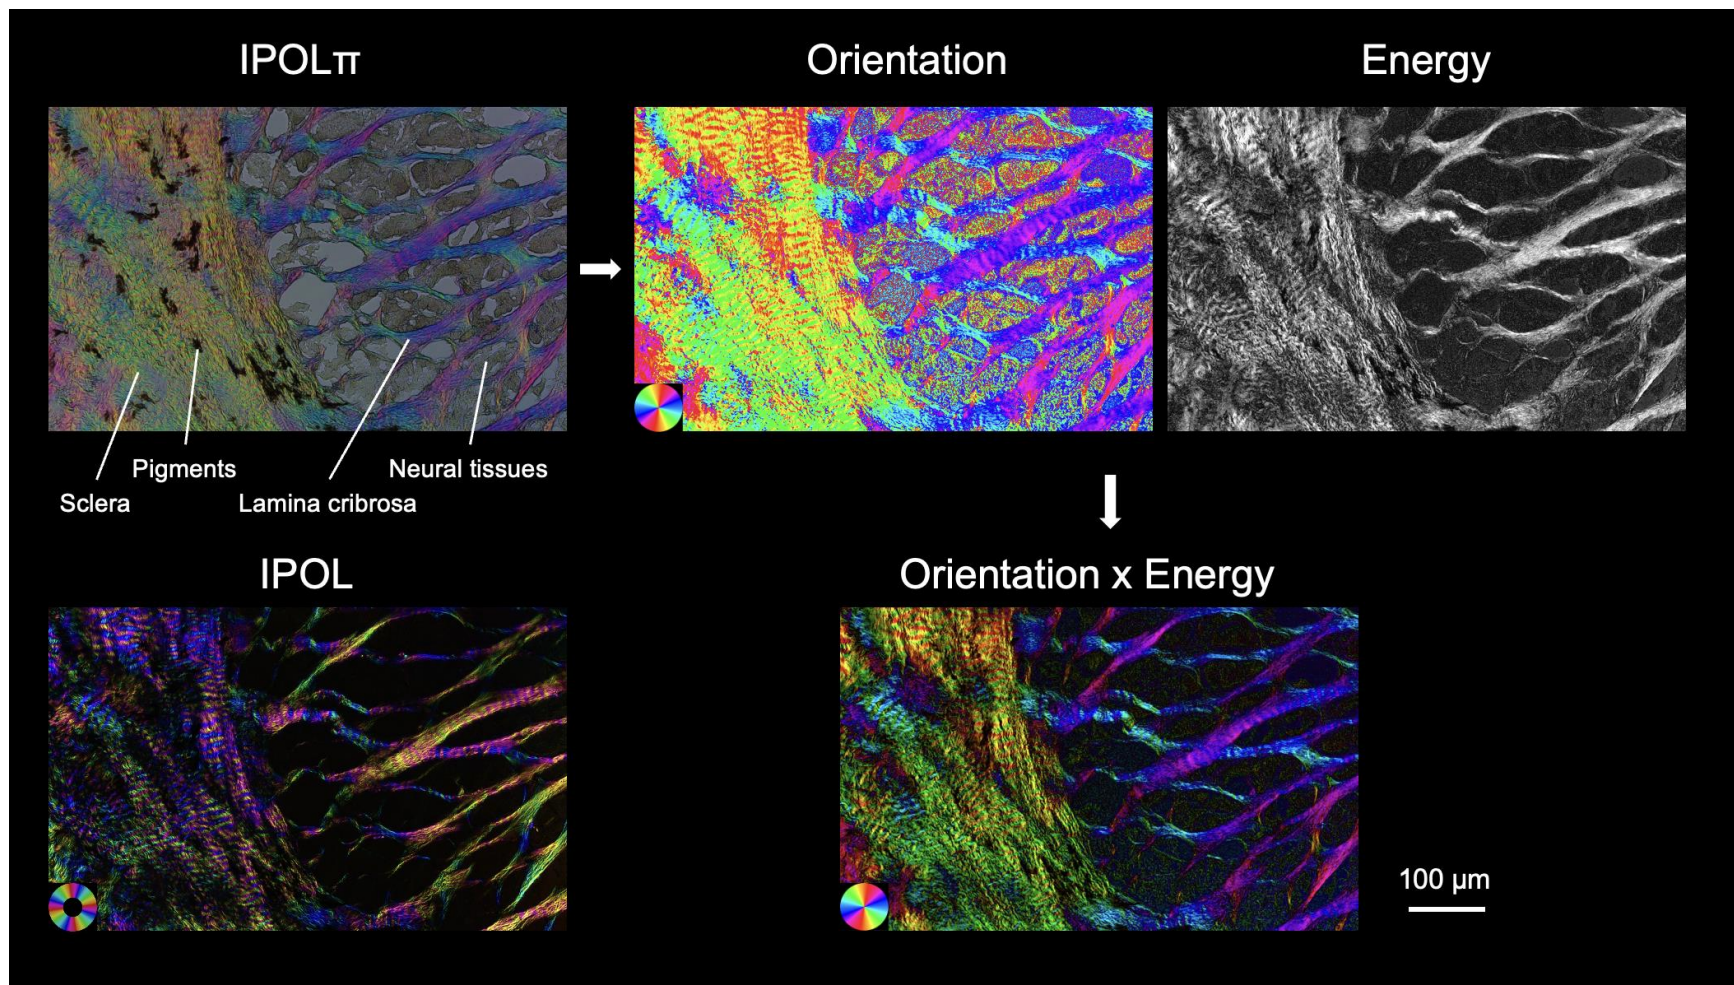 IPOLπ
Orientation
Energy
Pigments
Neural tissues
Sclera
Lamina cribrosa
IPOL
Orientation x Energy
100 μm